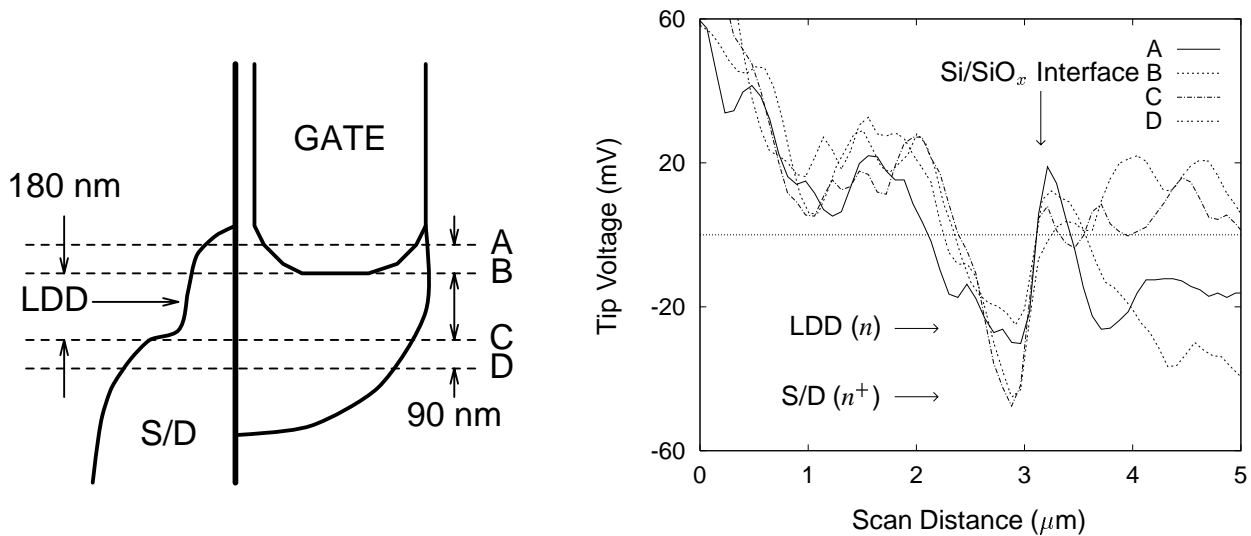 GATE
180 nm
A
B
LDD
C
D
S/D
90 nm
60
20
-20
-60
Tip Voltage (mV)
A
B
C
D
Si/SiOₓ Interface
LDD (n)
S/D (n⁺)
0
1
2
3
4
5
Scan Distance (μm)